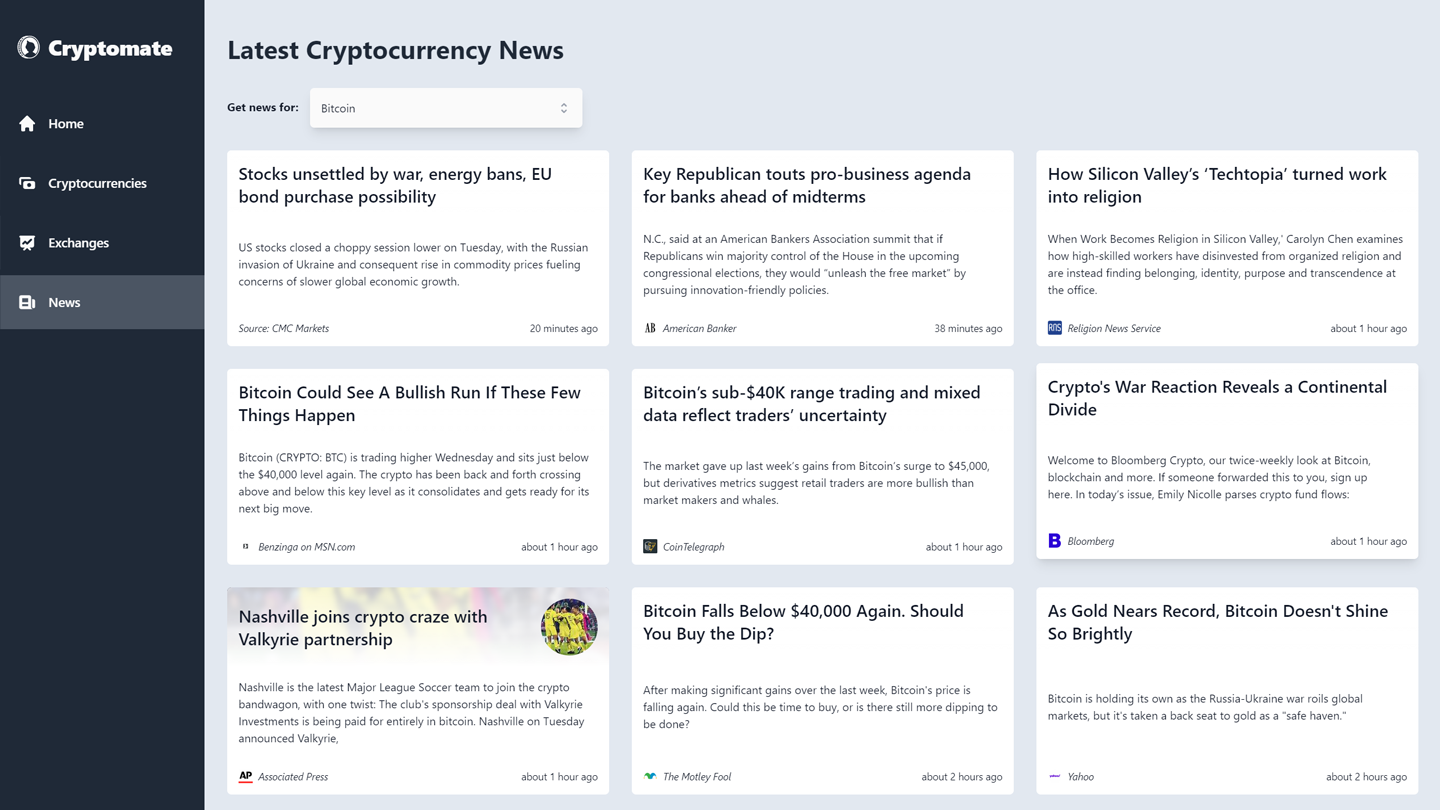 Cryptomate
Home
Cryptocurrencies
Exchanges
News
Latest Cryptocurrency News
Get news for:
Bitcoin
Stocks unsettled by war, energy bans, EU
bond purchase possibility
US stocks closed a choppy session lower on Tuesday, with the Russian
invasion of Ukraine and consequent rise in commodity prices fueling
concerns of slower global economic growth.
Source: CMC Markets
20 minutes ago
Key Republican touts pro-business agenda
for banks ahead of midterms
N.C., said at an American Bankers Association summit that if
Republicans win majority control of the House in the upcoming
congressional elections, they would “unleash the free market” by
pursuing innovation-friendly policies.
AB
American Banker
38 minutes ago
How Silicon Valley’s ‘Techtopia’ turned work
into religion
When Work Becomes Religion in Silicon Valley,' Carolyn Chen examines
how high-skilled workers have disinvested from organized religion and
are instead finding belonging, identity, purpose and transcendence at
the office.
RNS
Religion News Service
about 1 hour ago
Bitcoin Could See A Bullish Run If These Few
Things Happen
Bitcoin (CRYPTO: BTC) is trading higher Wednesday and sits just below
the $40,000 level again. The crypto has been back and forth crossing
above and below this key level as it consolidates and gets ready for its
next big move.
Benzinga on MSN.com
about 1 hour ago
Bitcoin’s sub-$40K range trading and mixed
data reflect traders’ uncertainty
The market gave up last week’s gains from Bitcoin’s surge to $45,000,
but derivatives metrics suggest retail traders are more bullish than
market makers and whales.
CoinTelegraph
about 1 hour ago
Crypto's War Reaction Reveals a Continental
Divide
Welcome to Bloomberg Crypto, our twice-weekly look at Bitcoin,
blockchain and more. If someone forwarded this to you, sign up
here. In today’s issue, Emily Nicolle parses crypto fund flows:
B
Bloomberg
about 1 hour ago
Nashville joins crypto craze with
Valkyrie partnership
Nashville is the latest Major League Soccer team to join the crypto
bandwagon, with one twist: The club's sponsorship deal with Valkyrie
Investments is being paid for entirely in bitcoin. Nashville on Tuesday
announced Valkyrie,
AP
Associated Press
about 1 hour ago
Bitcoin Falls Below $40,000 Again. Should
You Buy the Dip?
After making significant gains over the last week, Bitcoin's price is
falling again. Could this be time to buy, or is there still more dipping to
be done?
The Motley Fool
about 2 hours ago
As Gold Nears Record, Bitcoin Doesn't Shine
So Brightly
Bitcoin is holding its own as the Russia-Ukraine war roils global
markets, but it's taken a back seat to gold as a "safe haven."
Yahoo
about 2 hours ago